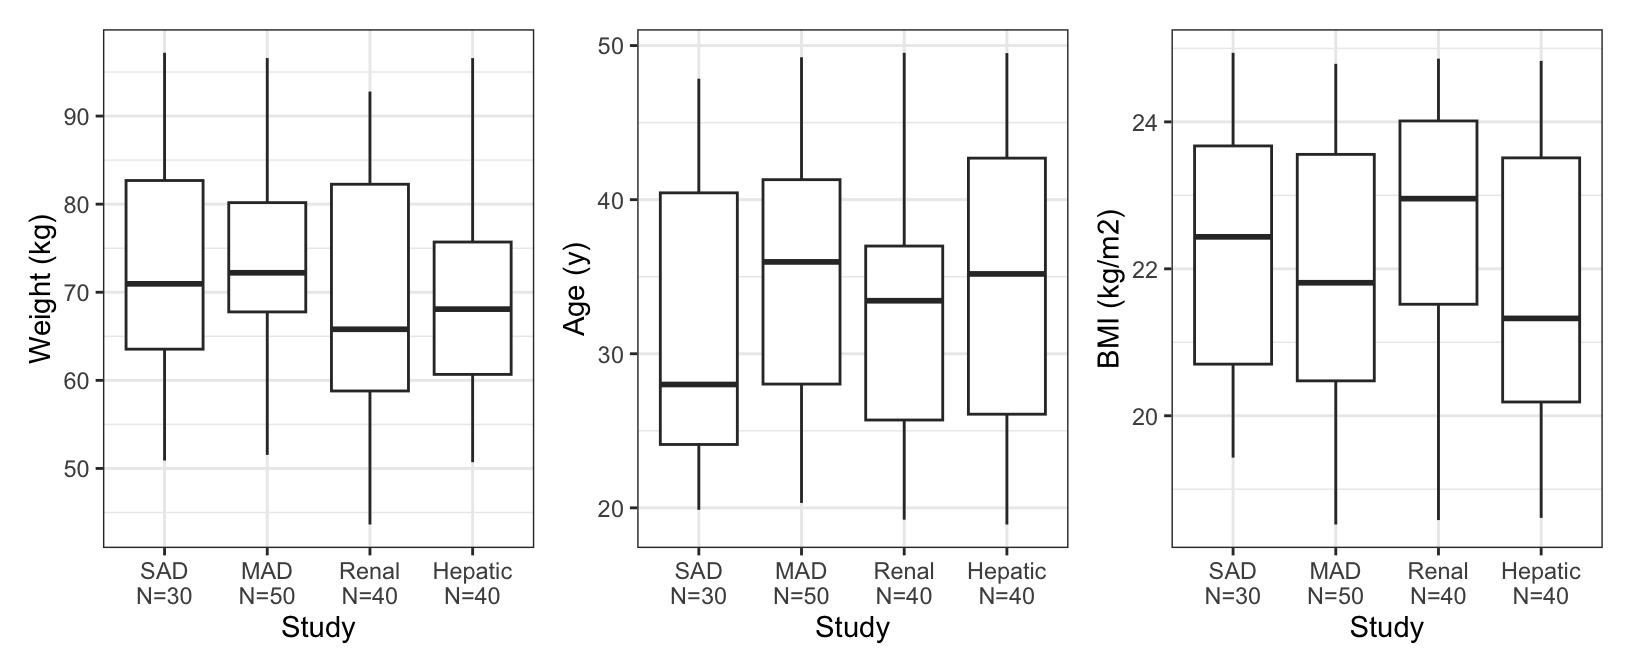 Weight (kg)
90
80
70
60
50
SAD MAD Renal Hepatic
N=30 N=50 N=40 N=40
Study
Age (y)
50
40
30
20
SAD MAD Renal Hepatic
N=30 N=50 N=40 N=40
Study
BMI (kg/m2)
24
22
20
SAD MAD Renal Hepatic
N=30 N=50 N=40 N=40
Study